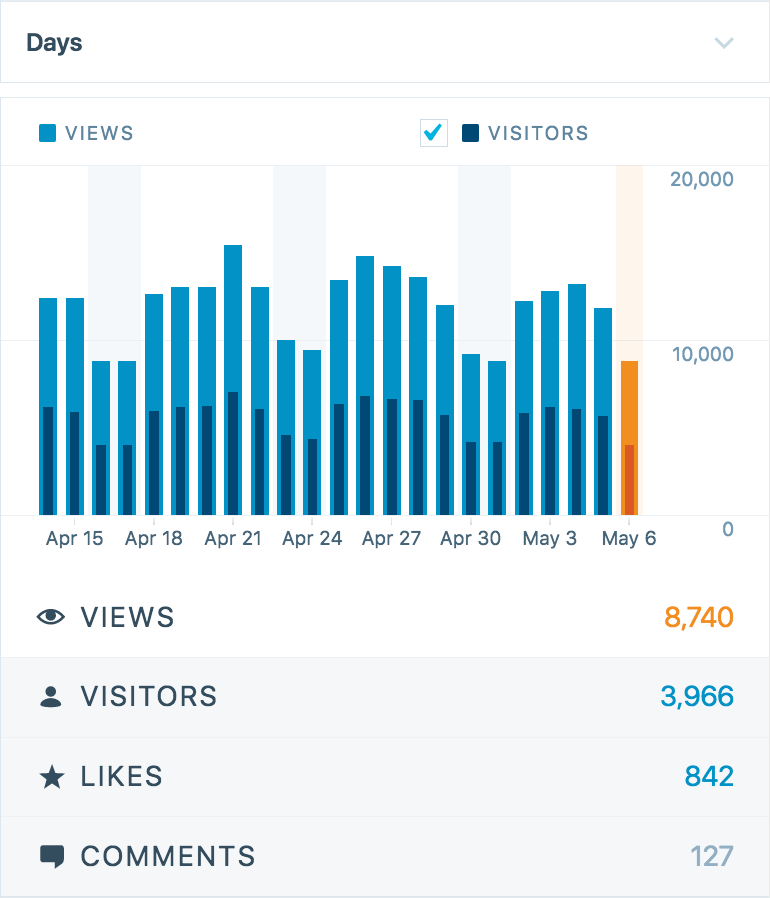 Days
VIEWS VISITORS
20,000
10,000
0
Apr 15 Apr 18 Apr 21 Apr 24 Apr 27 Apr 30 May 3 May 6
VIEWS 8,740
VISITORS 3,966
LIKES 842
COMMENTS 127